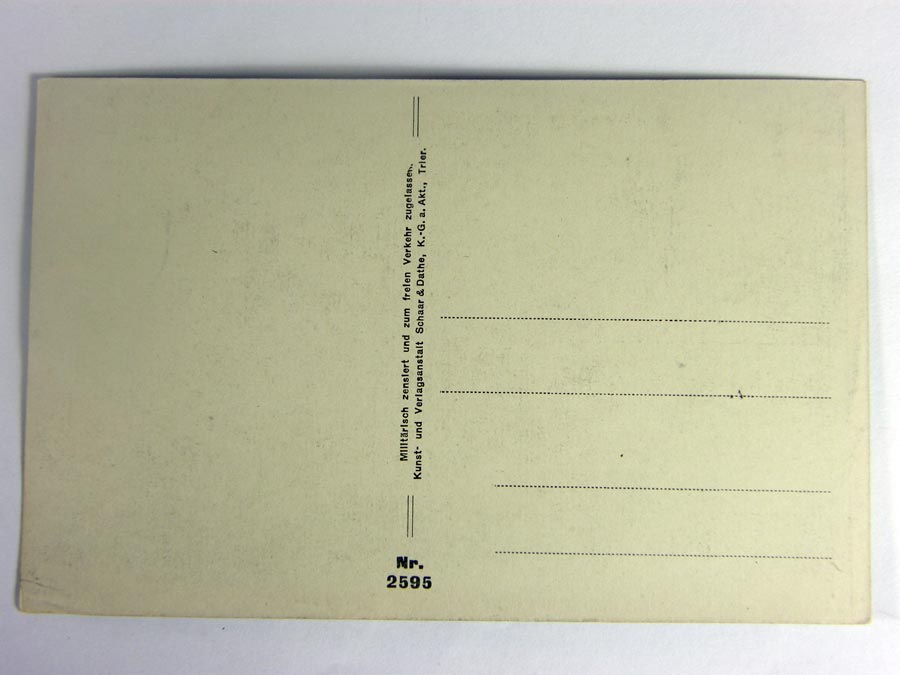 Militärisch zensiert und zum freien Verkehr zugelassen.
Kunst- und Verlagsanstalt Schaar & Dathe, K.-G. a. Akt., Trier.
Nr.
2595